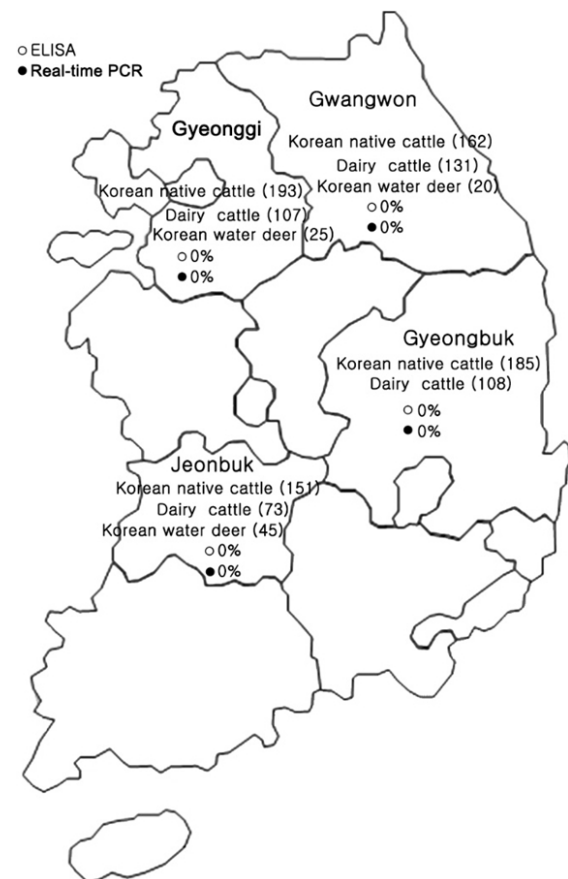 ○ ELISA
● Real-time PCR
Gwangwon
Korean native cattle (162)
Dairy cattle (131)
Korean water deer (20)
○ 0%
● 0%
Gyeonggi
Korean native cattle (193)
Dairy cattle (107)
Korean water deer (25)
○ 0%
● 0%
Gyeongbuk
Korean native cattle (185)
Dairy cattle (108)
○ 0%
● 0%
Jeonbuk
Korean native cattle (151)
Dairy cattle (73)
Korean water deer (45)
○ 0%
● 0%